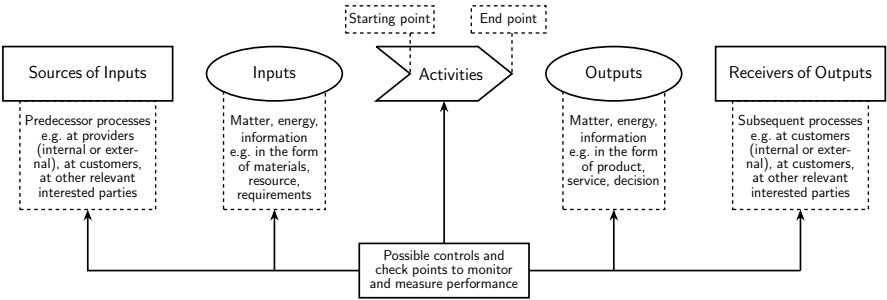 Starting point
End point
Sources of Inputs
Inputs
Activities
Outputs
Receivers of Outputs
Predecessor processes
e.g. at providers
(internal or exter-
nal), at customers,
at other relevant
interested parties
Matter, energy,
information
e.g. in the form
of materials,
resource,
requirements
Matter, energy,
information
e.g. in the form
of product,
service, decision
Subsequent processes
e.g. at customers
(internal or exter-
nal), at customers,
at other relevant
interested parties
Possible controls and
check points to monitor
and measure performance